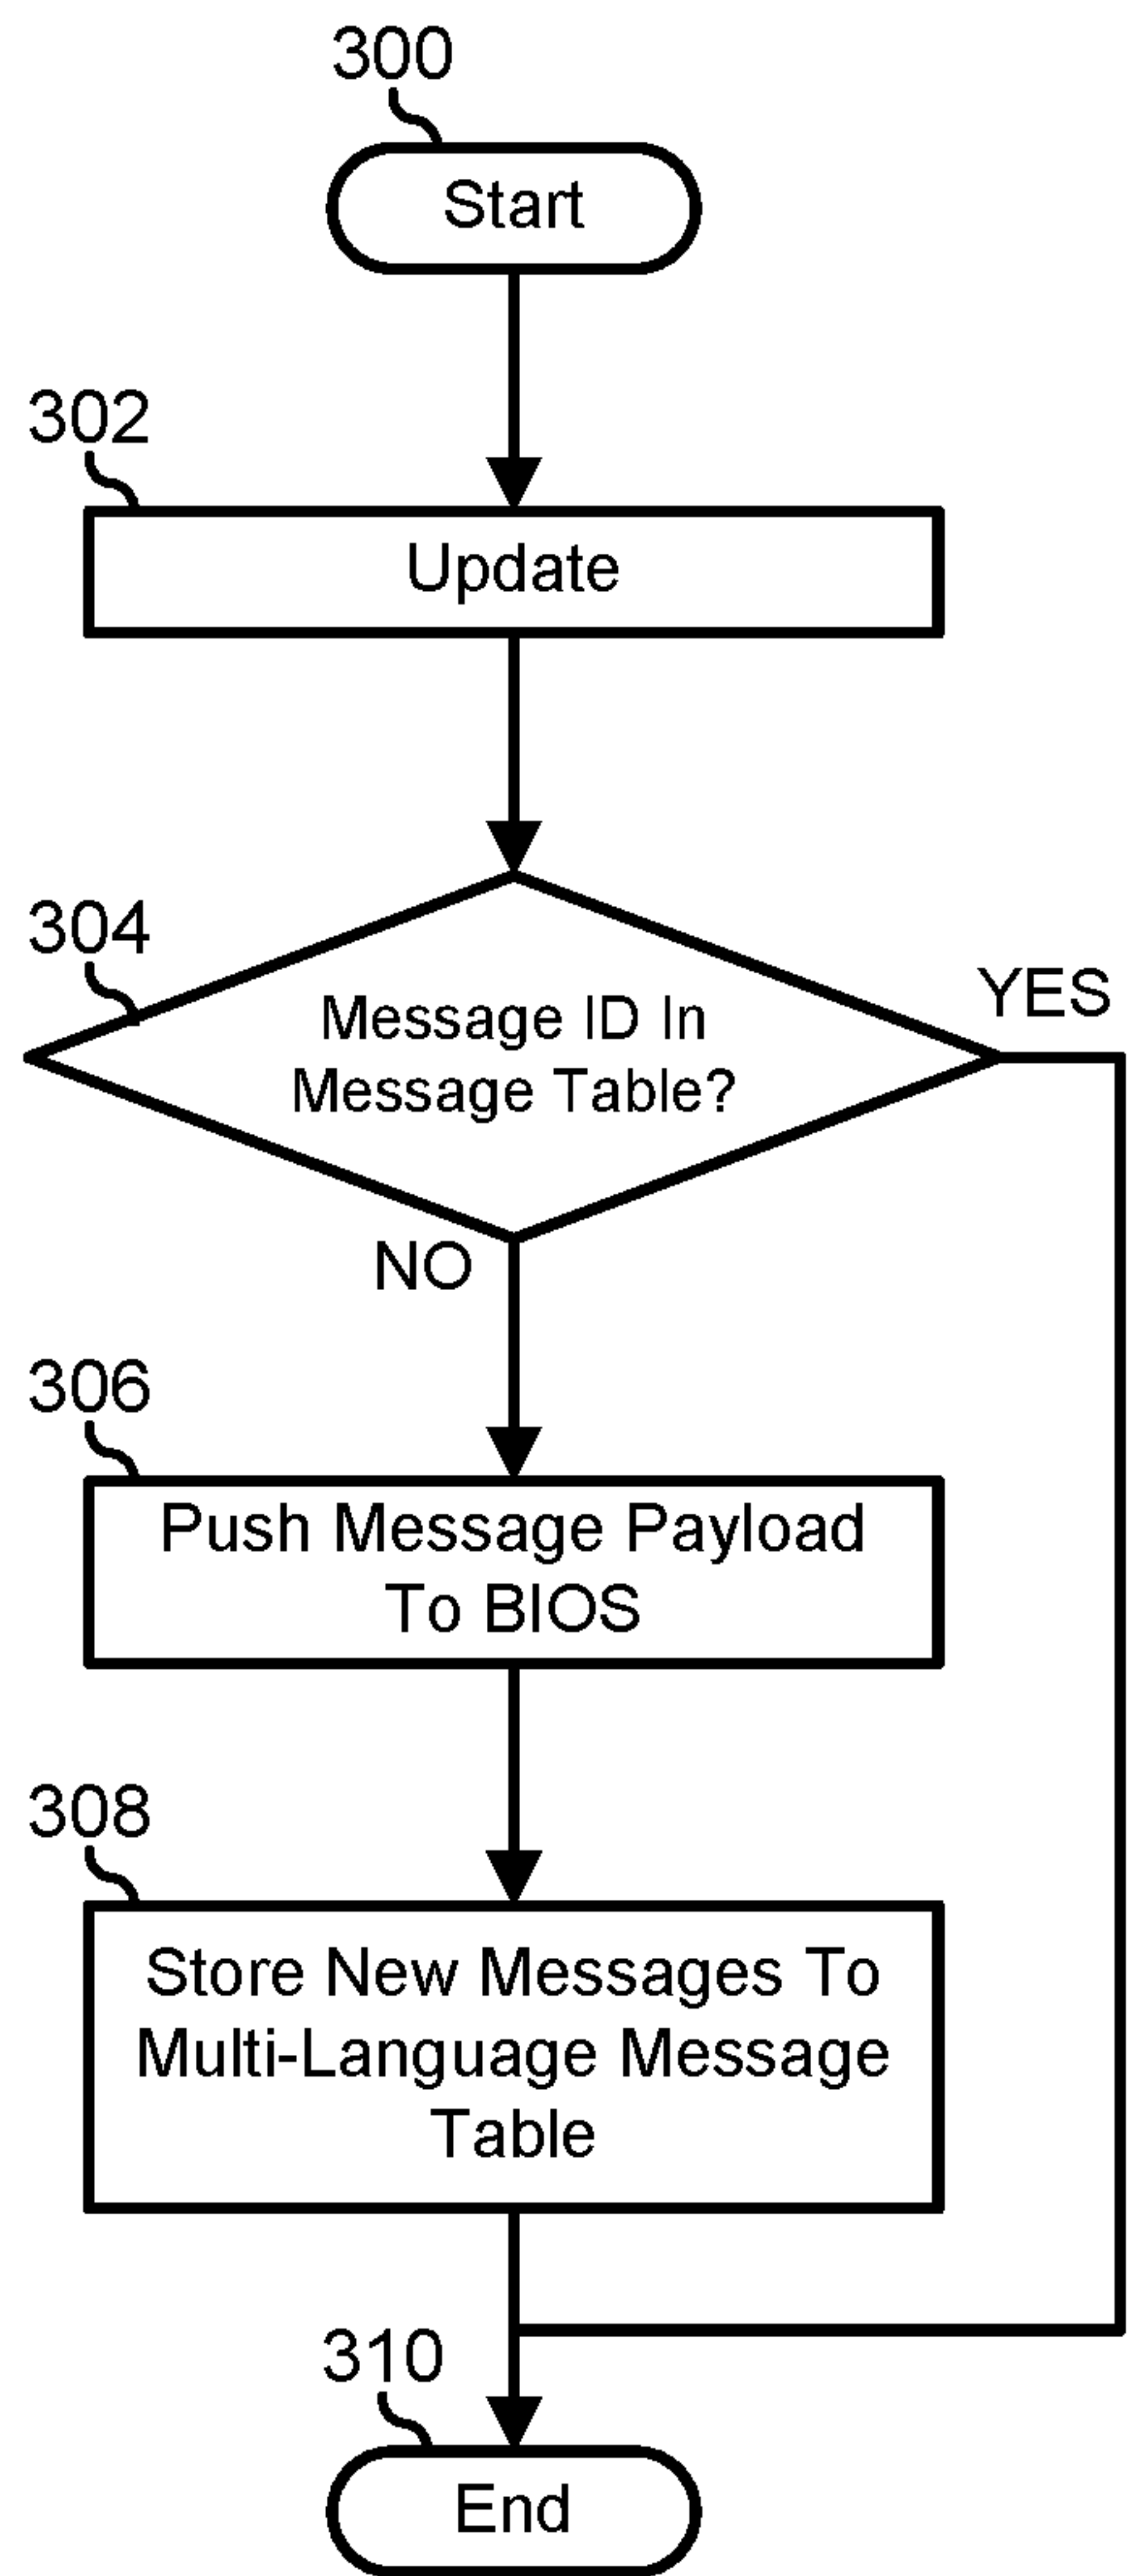 300
Start
302
Update
304
Message ID In
Message Table?
YES
NO
306
Push Message Payload
To BIOS
308
Store New Messages To
Multi-Language Message
Table
310
End